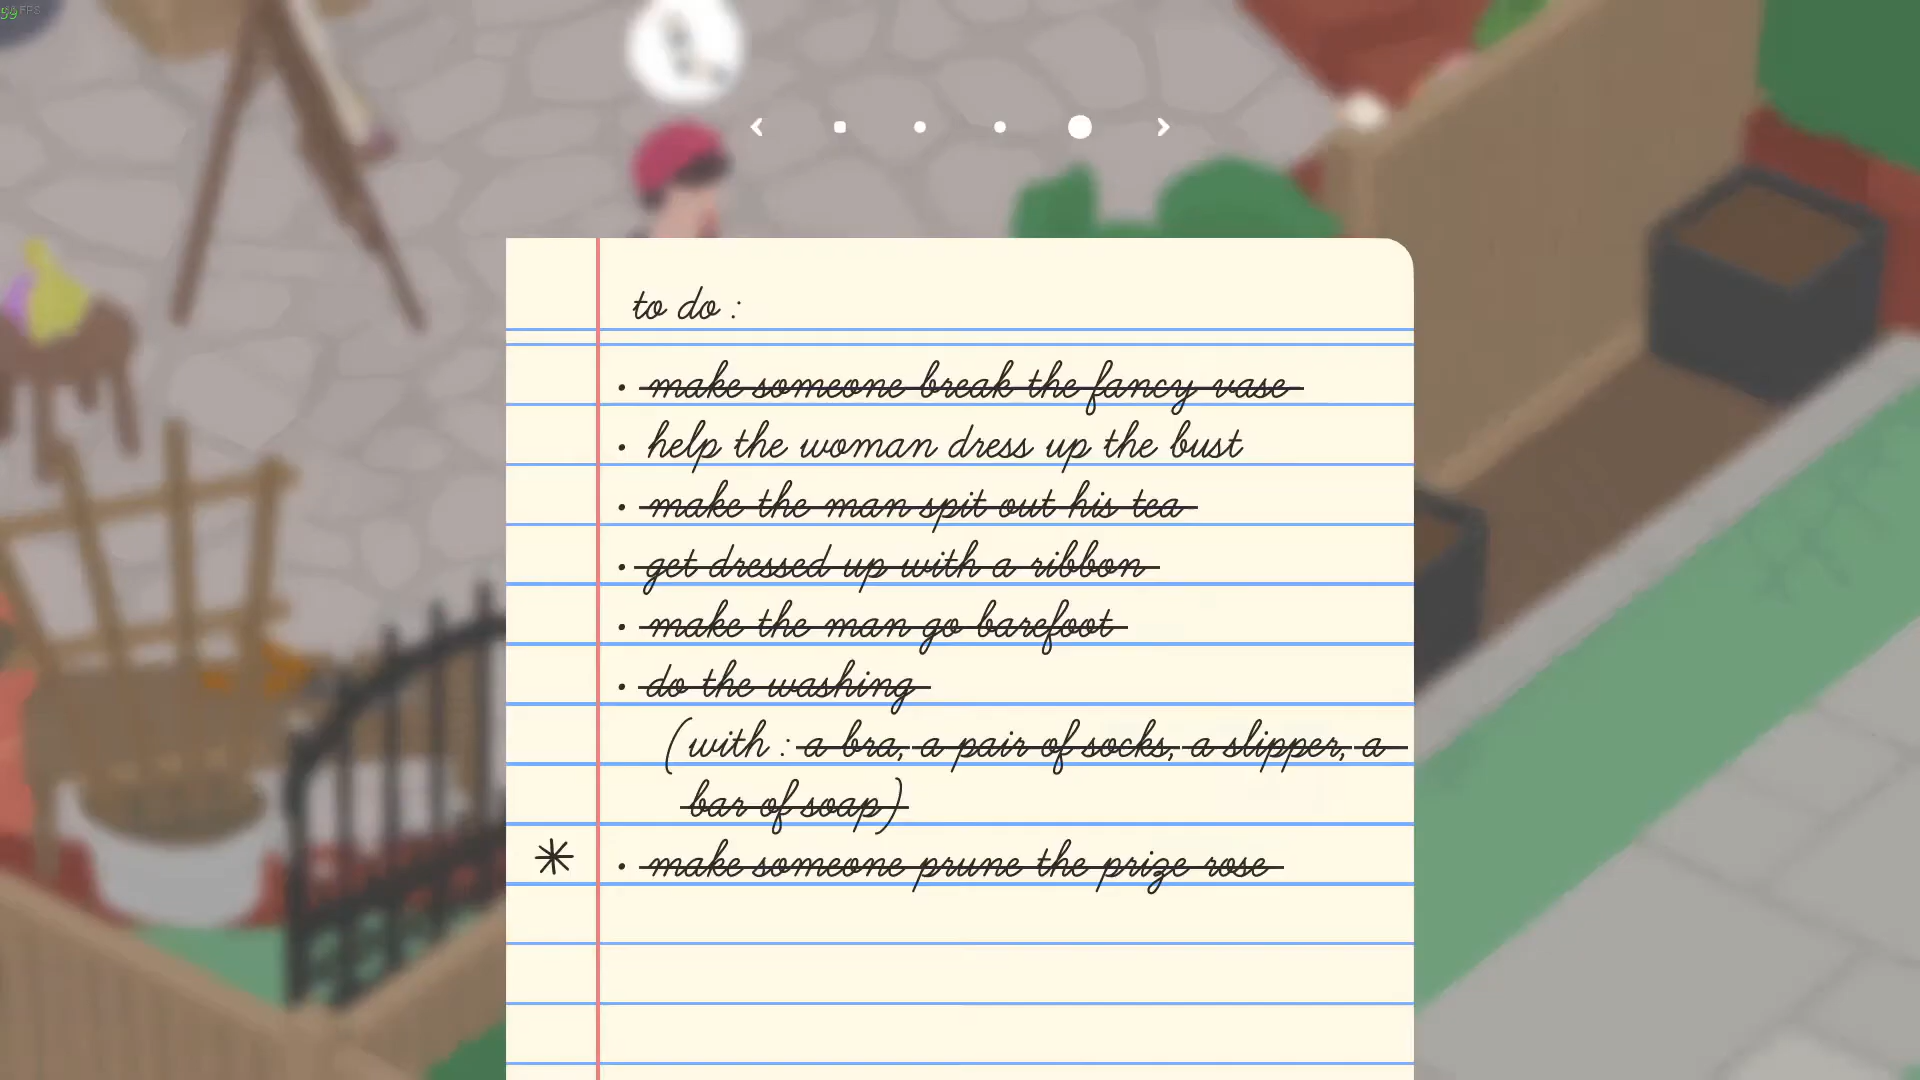 59 FPS
to do :
• make someone break the fancy vase
• help the woman dress up the bust
• make the man spit out his tea
• get dressed up with a ribbon
• make the man go barefoot
• do the washing
(with : a bra, a pair of socks, a slipper, a
bar of soap)
• make someone prune the prize rose